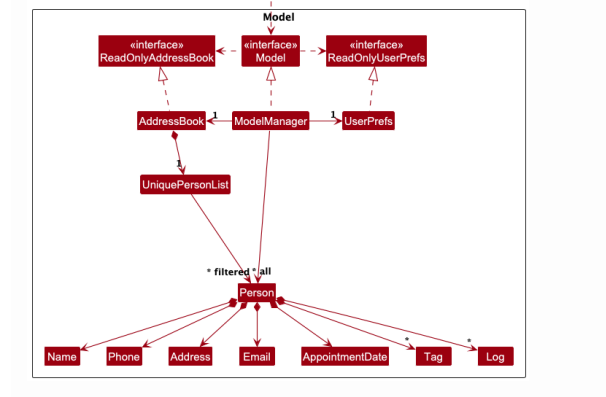 Model
«interface»
ReadOnlyAddressBook
«interface»
Model
«interface»
ReadOnlyUserPrefs
AddressBook
1
ModelManager
1
UserPrefs
1
UniquePersonList
* filtered
* all
Person
Name
Phone
Address
Email
AppointmentDate
*
Tag
*
Log